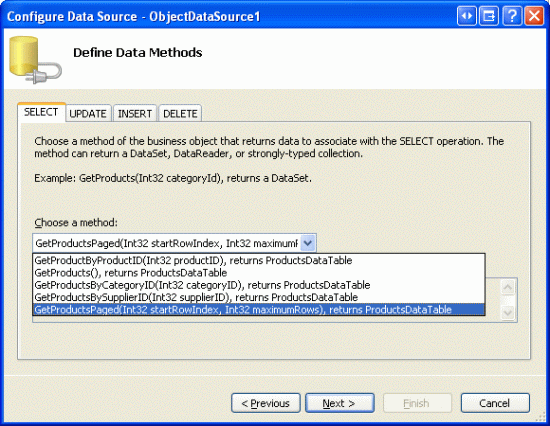 Configure Data Source - ObjectDataSource1
Define Data Methods
SELECT UPDATE INSERT DELETE
Choose a method of the business object that returns data to associate with the SELECT operation. The
method can return a DataSet, DataReader, or strongly-typed collection.
Example: GetProducts(Int32 categoryId), returns a DataSet.
Choose a method:
GetProductsPaged(Int32 startRowIndex, Int32 maximumR
GetProductByProductID(Int32 productID), returns ProductsDataTable
GetProducts(), returns ProductsDataTable
GetProductsByCategoryID(Int32 categoryID), returns ProductsDataTable
GetProductsBySupplierID(Int32 supplierID), returns ProductsDataTable
GetProductsPaged(Int32 startRowIndex, Int32 maximumRows), returns ProductsDataTable
< Previous Next > Finish Cancel